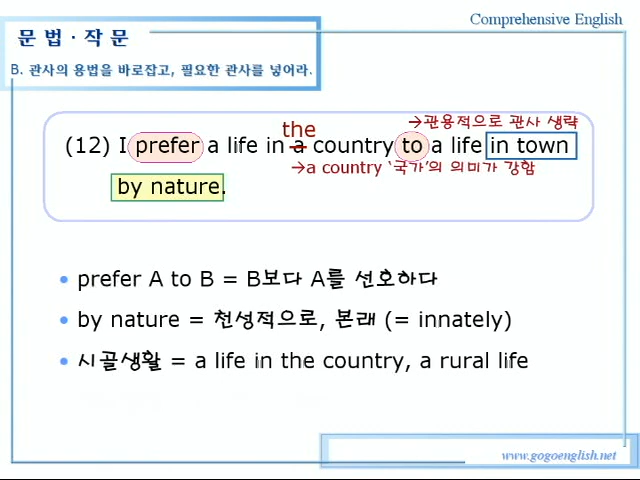 Comprehensive English
문 법 · 작 문
B. 관사의 용법을 바로잡고, 필요한 관사를 넣어라.
→관용적으로 관사 생략
the
(12) I prefer a life in a country to a life in town
→a country '국가'의 의미가 강함
by nature.
• prefer A to B = B보다 A를 선호하다
• by nature = 천성적으로, 본래 (= innately)
• 시골생활 = a life in the country, a rural life
www.gogoenglish.net